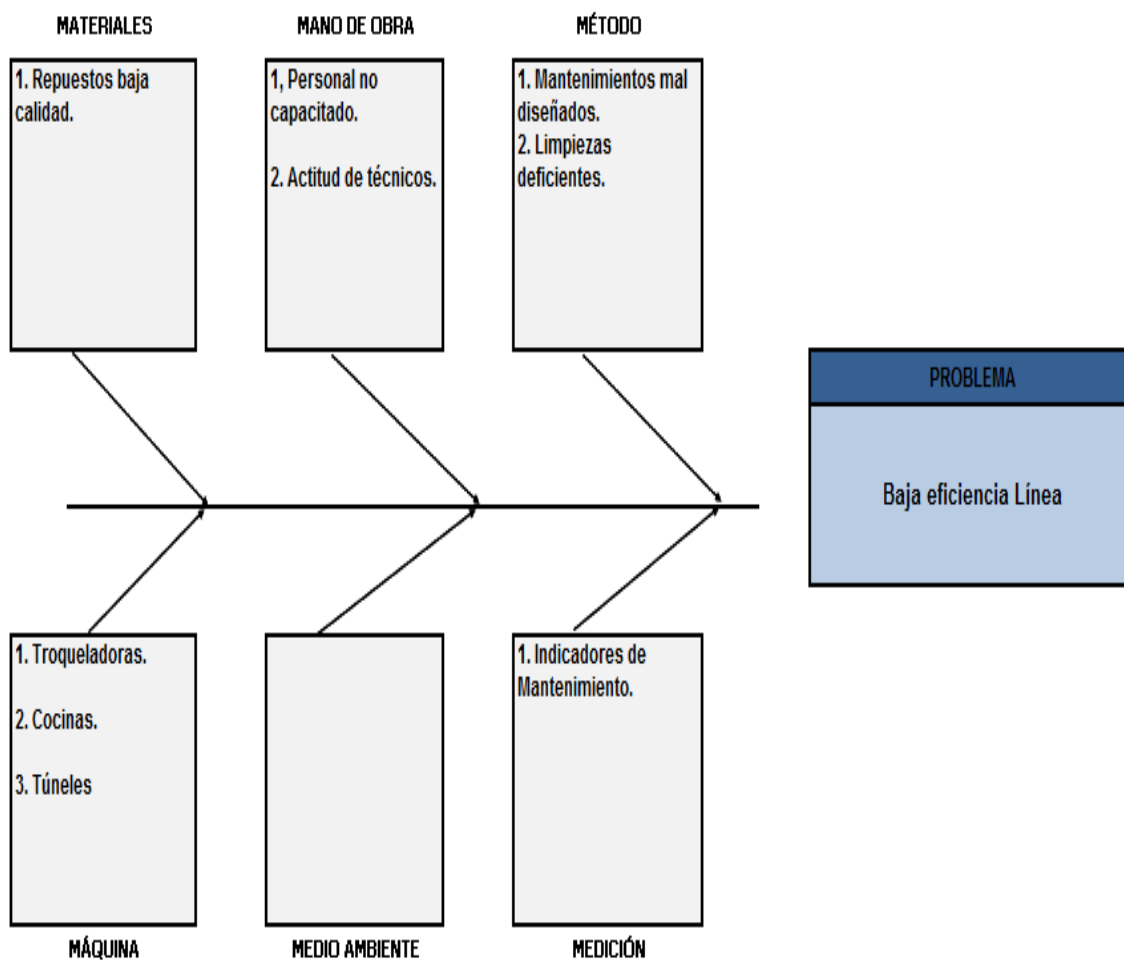 MATERIALES
MANO DE OBRA
MÉTODO
1. Repuestos baja
calidad.
1, Personal no
capacitado.
2. Actitud de técnicos.
1. Mantenimientos mal
diseñados.
2. Limpiezas
deficientes.
PROBLEMA
Baja eficiencia Línea
1. Troqueladoras.
2. Cocinas.
3. Túneles
1. Indicadores de
Mantenimiento.
MÁQUINA
MEDIO AMBIENTE
MEDICIÓN